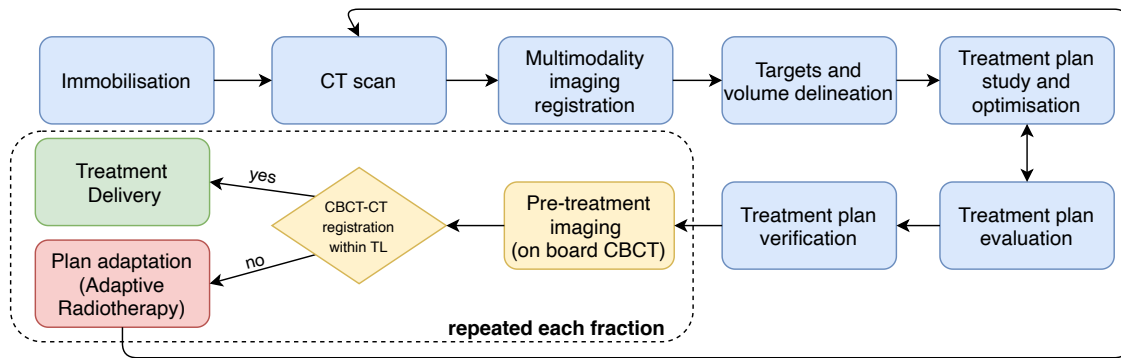 Immobilisation
CT scan
Multimodality
imaging
registration
Targets and
volume delineation
Treatment plan
study and
optimisation
Treatment
Delivery
yes
CBCT-CT
registration
within TL
Pre-treatment
imaging
(on board CBCT)
Treatment plan
verification
Treatment plan
evaluation
no
Plan adaptation
(Adaptive
Radiotherapy)
repeated each fraction